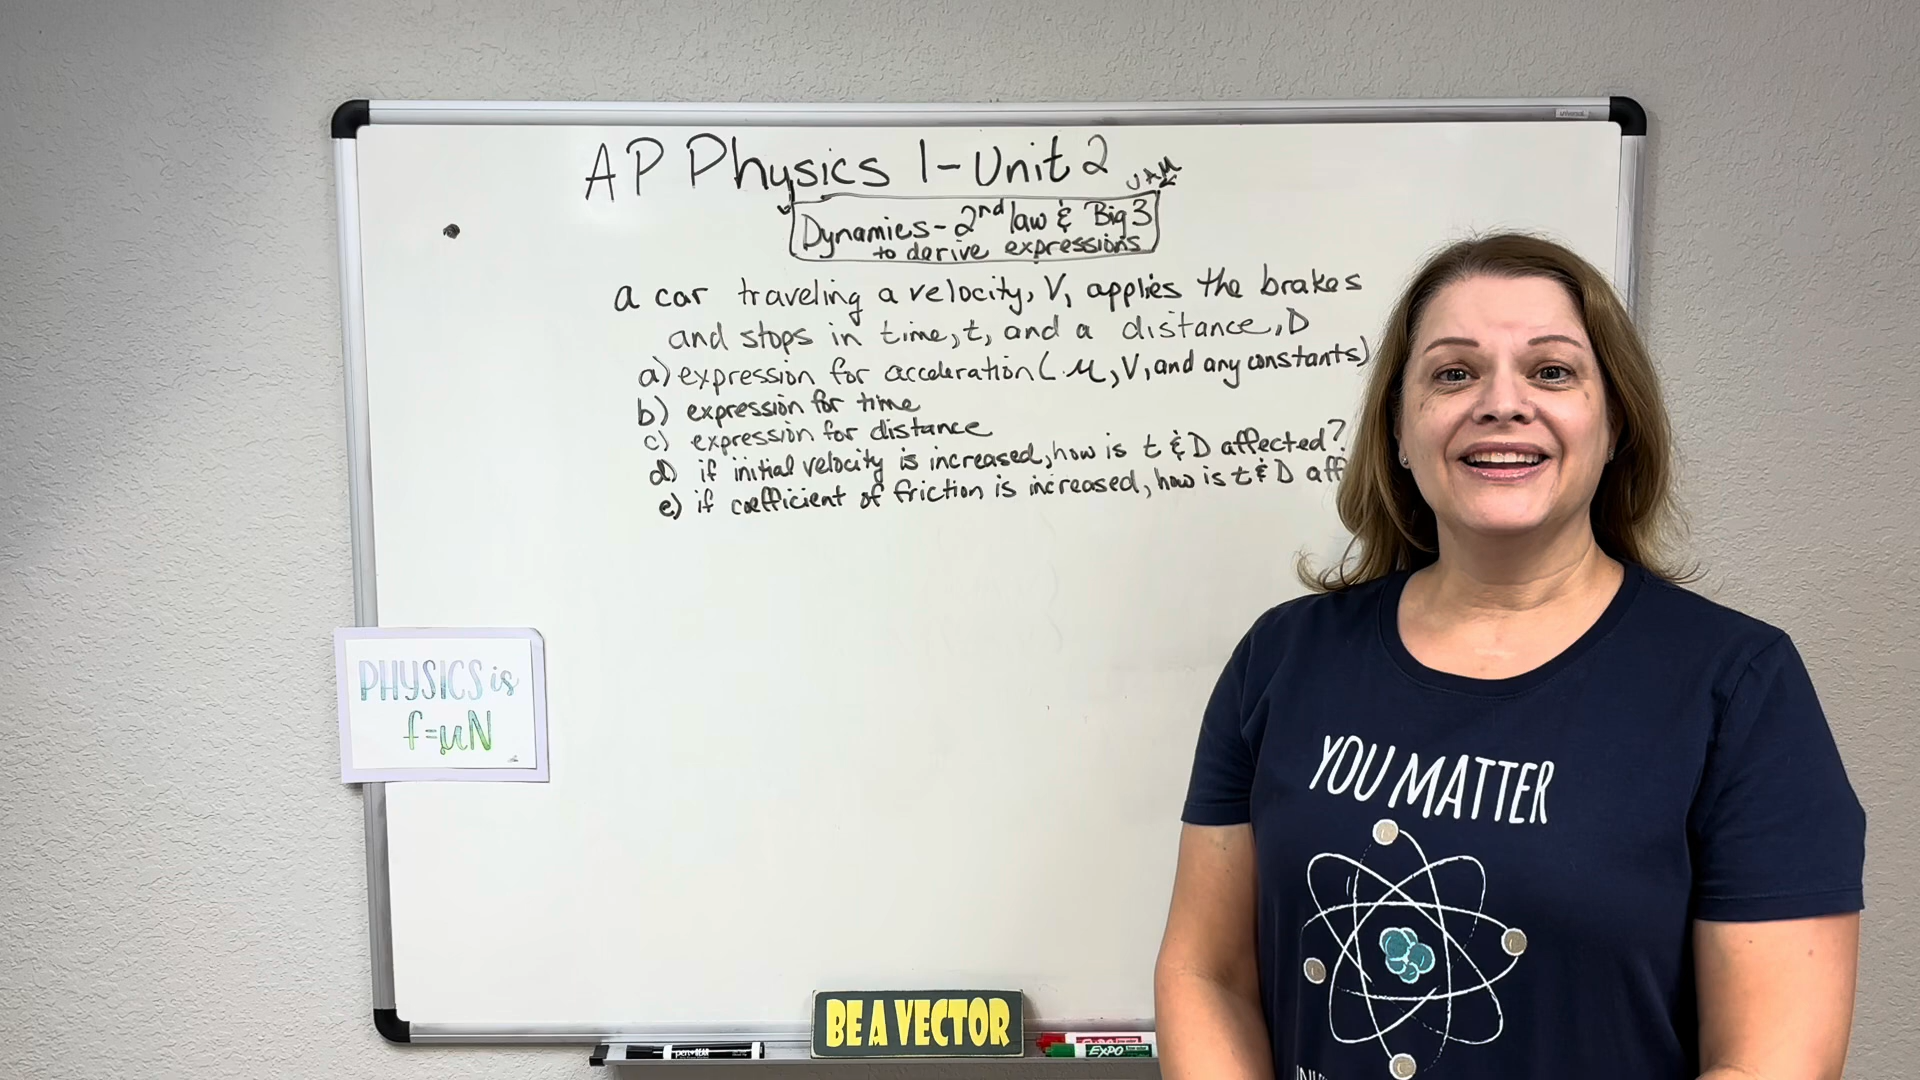 universal
AP Physics 1-Unit 2
Dynamics - 2nd law & Big 3
to derive expressions
a car traveling a velocity, V, applies the brakes
and stops in time, t, and a distance, D
a) expression for acceleration (μ, V, and any constants)
b) expression for time
c) expression for distance
d) if initial velocity is increased, how is t & D affected?
e) if coefficient of friction is increased, how is t & D aff
PHYSICS is
f=μN
YOU MATTER
BE A VECTOR
EXPO
EXPO